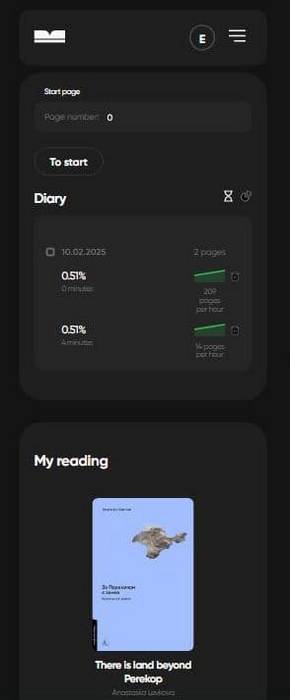 E
Start page
Page number: 0
To start
Diary
10.02.2025 2 pages
0.51%
0 minutes
209
pages
per hour
0.51%
4 minutes
14 pages
per hour
My reading
За Перекопом
є земля
There is land beyond
Perekop
Anastasiia Levkova